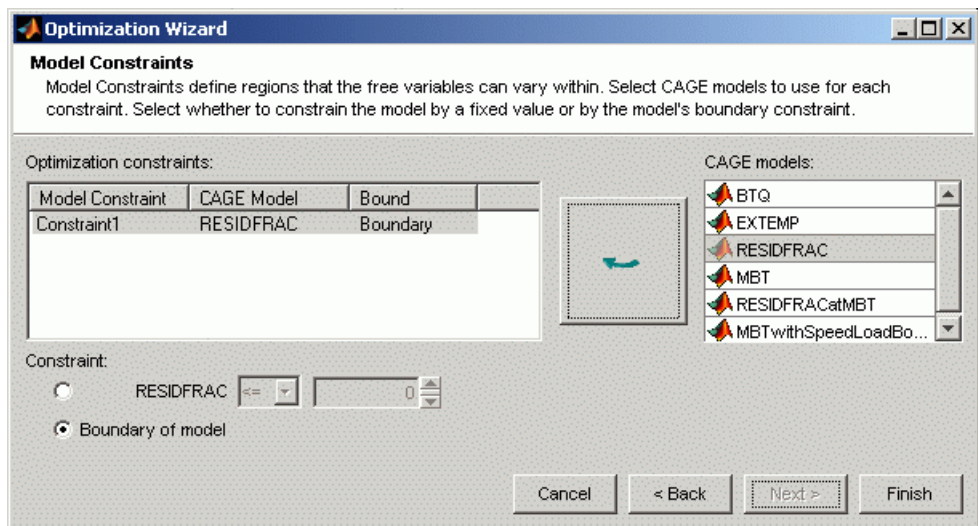 Optimization Wizard
Model Constraints
Model Constraints define regions that the free variables can vary within. Select CAGE models to use for each
constraint. Select whether to constrain the model by a fixed value or by the model's boundary constraint.
Optimization constraints:
Model Constraint CAGE Model Bound
Constraint1 RESIDFRAC Boundary
CAGE models:
BTQ
EXTEMP
RESIDFRAC
MBT
RESIDFRACatMBT
MBTwithSpeedLoadBo...
Constraint:
RESIDFRAC <= 0
Boundary of model
Cancel < Back Next > Finish